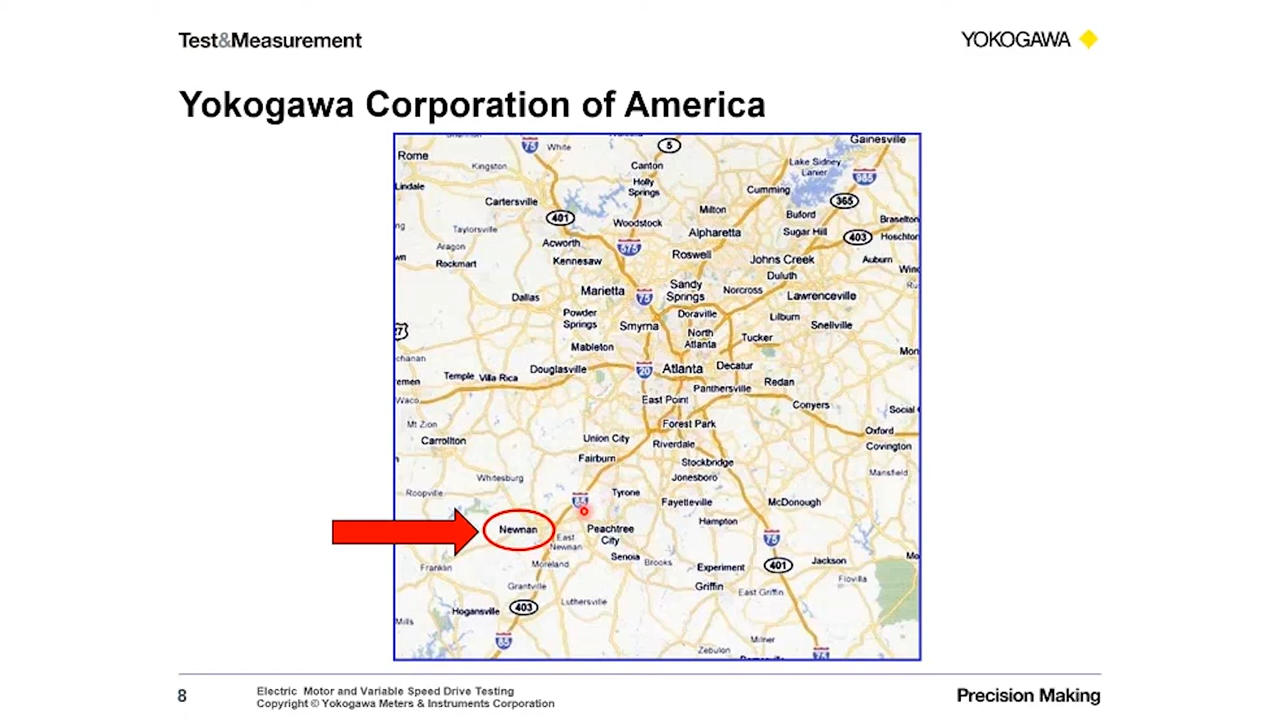 Test&Measurement
YOKOGAWA
Yokogawa Corporation of America
75
White
5
Gainesville
Rome
Kingston
Canton
Lake Sidney
Lanier
985
Lindale
Holly
Springs
Cumming
Cartersville
365
401
Milton
Buford
Braselton
Taylorsville
Woodstock
Alpharetta
Sugar Hill
403
Hoschton
Aragon
Acworth
575
Rockmart
Kennesaw
Roswell
Johns Creek
Auburn
Duluth
Marietta
75
Sandy
Springs
Norcross
Lawrenceville
Dallas
Powder
Springs
Doraville
Lilburn
Snellville
Smyrna
North
Atlanta
Tucker
Mableton
Douglasville
20
Atlanta
Decatur
Temple
Villa Rica
Panthersville
Redan
Waco
East Point
Conyers
Social
Mt Zion
Forest Park
Oxford
Carrollton
Union City
Riverdale
Covington
Fairburn
Stockbridge
Mansfield
Whitesburg
Jonesboro
Roopville
85
Tyrone
Fayetteville
McDonough
Newnan
Peachtree
City
Hampton
East
Newnan
75
Senoia
Brooks
Moreland
Experiment
401
Jackson
Franklin
Grantville
Griffin
East Griffin
Flovilla
Hogansville
403
Luthersville
Mills
85
Milner
Zebulon
75
8
Electric Motor and Variable Speed Drive Testing
Copyright © Yokogawa Meters & Instruments Corporation
Precision Making